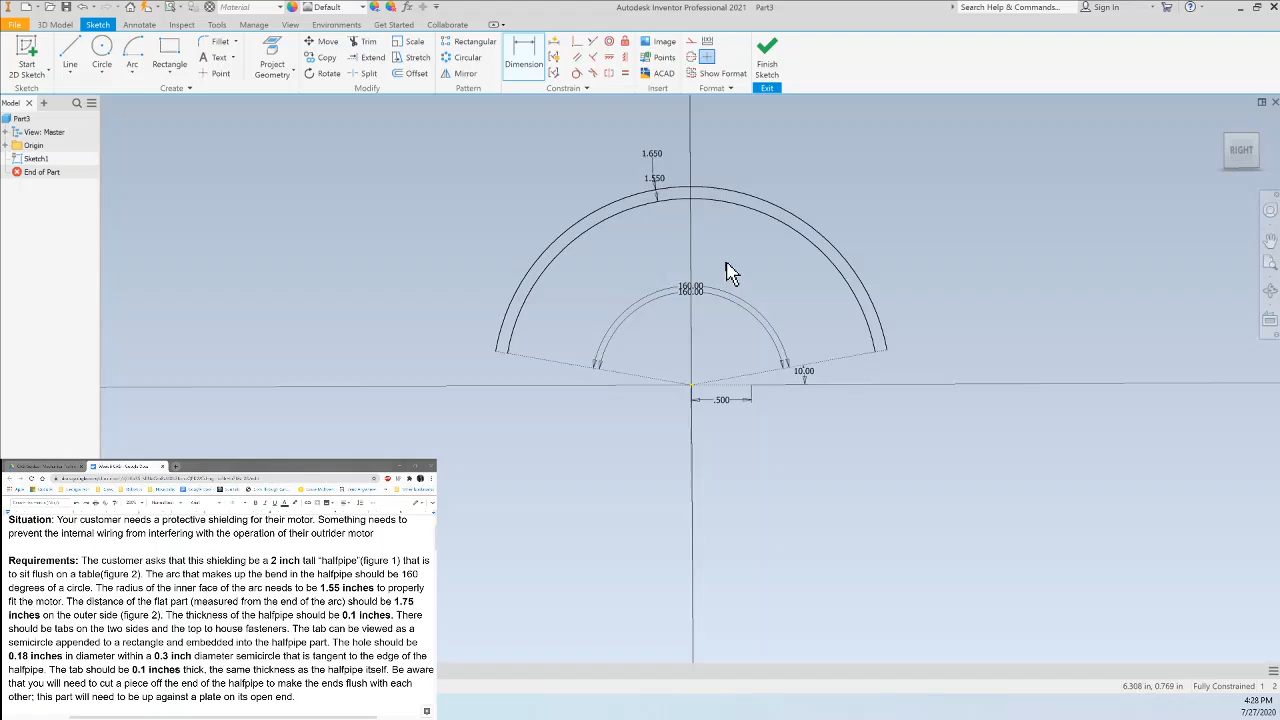 Material
Default
Autodesk Inventor Professional 2021 Part3
Search Help & Commands...
Sign In
File
3D Model
Sketch
Annotate
Inspect
Tools
Manage
View
Environments
Get Started
Collaborate
Start
2D Sketch
Line
Circle
Arc
Rectangle
Fillet
Text
Point
Project
Geometry
Move
Copy
Rotate
Trim
Extend
Split
Scale
Stretch
Offset
Rectangular
Circular
Mirror
Dimension
Image
Points
ACAD
Show Format
Finish
Sketch
Sketch
Create
Modify
Pattern
Constrain
Insert
Format
Exit
Model
Part3
View: Master
Origin
Sketch1
End of Part
RIGHT
1.650
1.550
160.00
160.00
10.00
.500
Situation: Your customer needs a protective shielding for their motor. Something needs to
prevent the internal wiring from interfering with the operation of their outrider motor
Requirements: The customer asks that this shielding be a 2 inch tall "halfpipe"(figure 1) that is
to sit flush on a table(figure 2). The arc that makes up the bend in the halfpipe should be 160
degrees of a circle. The radius of the inner face of the arc needs to be 1.55 inches to properly
fit the motor. The distance of the flat part (measured from the end of the arc) should be 1.75
inches on the outer side (figure 2). The thickness of the halfpipe should be 0.1 inches. There
should be tabs on the two sides and the top to house fasteners. The tab can be viewed as a
semicircle appended to a rectangle and embedded into the halfpipe part. The hole should be
0.18 inches in diameter within a 0.3 inch diameter semicircle that is tangent to the edge of the
halfpipe. The tab should be 0.1 inches thick, the same thickness as the halfpipe itself. Be aware
that you will need to cut a piece off the end of the halfpipe to make the ends flush with each
other; this part will need to be up against a plate on its open end.
6.308 in, 0.769 in
Fully Constrained
1
2
4:28 PM
7/27/2020